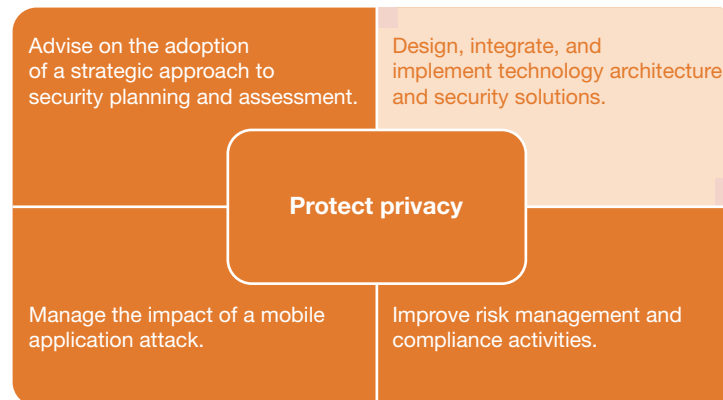 Advise on the adoption
of a strategic approach to
security planning and assessment.
Design, integrate, and
implement technology architecture
and security solutions.
Protect privacy
Manage the impact of a mobile
application attack.
Improve risk management and
compliance activities.